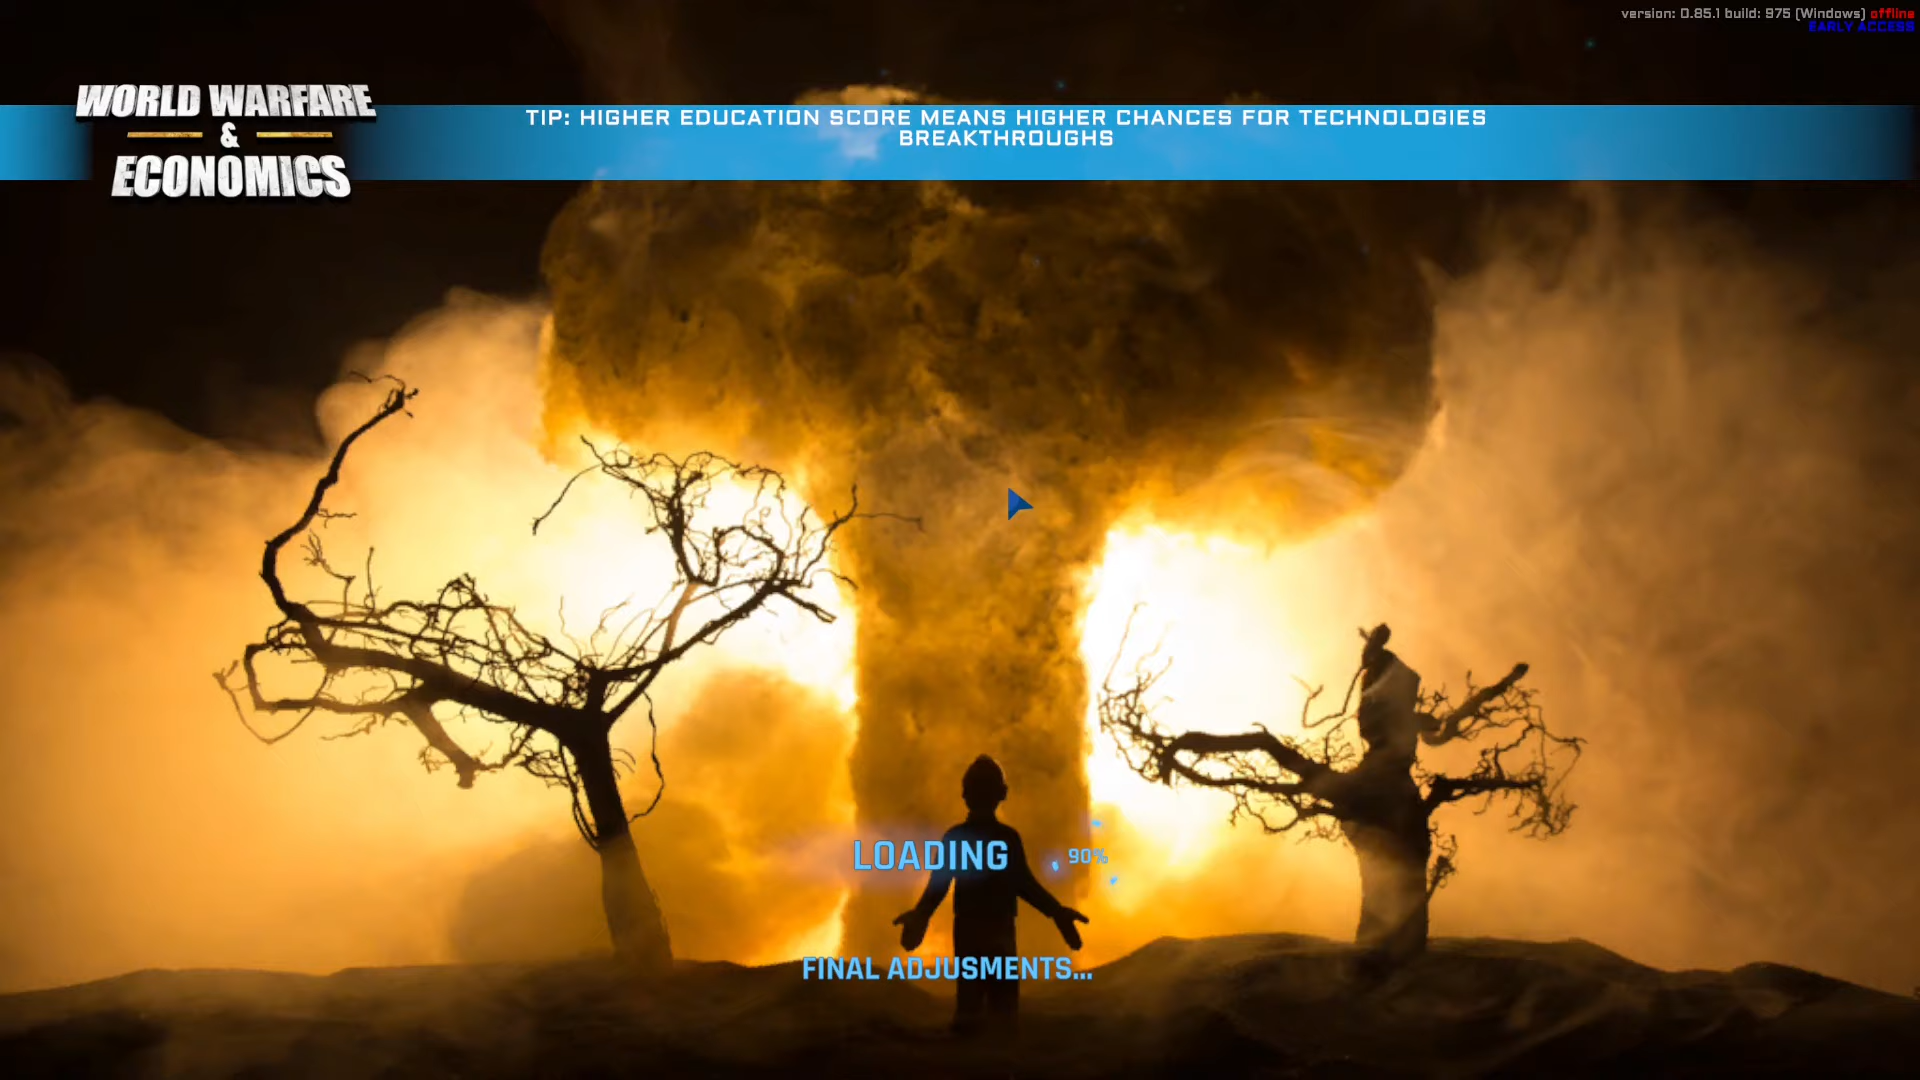 version: 0.85.1 build: 975 (Windows) offline
EARLY ACCESS
WORLD WARFARE
&
ECONOMICS
TIP: HIGHER EDUCATION SCORE MEANS HIGHER CHANCES FOR TECHNOLOGIES
BREAKTHROUGHS
LOADING
90%
FINAL ADJUSMENTS...